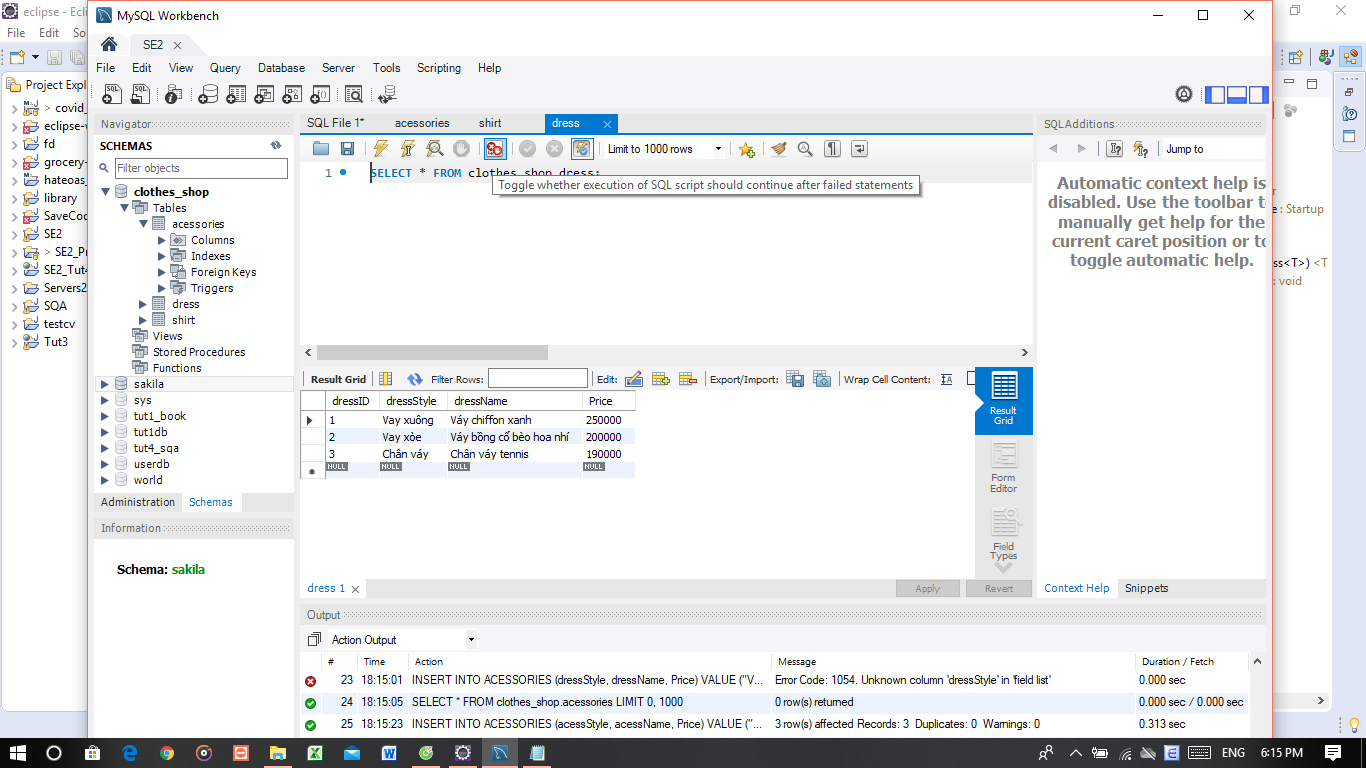 eclipse - Ecli
MySQL Workbench
File Edit So
SE2
File Edit View Query Database Server Tools Scripting Help
Project Expl
> covid_
eclipse-w
fd
grocery-
hateoas_
library
SaveCod
SE2
> SE2_Pr
SE2_Tut4
Servers2
SQA
testcv
Tut3
Navigator
SCHEMAS
Filter objects
clothes_shop
Tables
acessories
Columns
Indexes
Foreign Keys
Triggers
dress
shirt
Views
Stored Procedures
Functions
sakila
sys
tut1_book
tut1db
tut4_sqa
userdb
world
Administration Schemas
Information
Schema: sakila
SQL File 1* acessories shirt dress
Limit to 1000 rows
1 SELECT * FROM clothes_shop.dress;
Toggle whether execution of SQL script should continue after failed statements
Result Grid Filter Rows: Edit: Export/Import: Wrap Cell Content:
dressID dressStyle dressName Price
1 Vay xuông Váy chiffon xanh 250000
2 Vay xòe Váy bồng cổ bèo hoa nhí 200000
3 Chân váy Chân váy tennis 190000
NULL NULL NULL NULL
Result
Grid
Form
Editor
Field
Types
dress 1
Apply Revert
SQLAdditions
Jump to
Automatic context help is
disabled. Use the toolbar to
manually get help for the
current caret position or to
toggle automatic help.
Context Help Snippets
: Startup
ss<T>) <T
: void
Output
Action Output
# Time Action Message Duration / Fetch
23 18:15:01 INSERT INTO ACESSORIES (dressStyle, dressName, Price) VALUE ("V... Error Code: 1054. Unknown column 'dressStyle' in 'field list' 0.000 sec
24 18:15:05 SELECT * FROM clothes_shop.acessories LIMIT 0, 1000 0 row(s) returned 0.000 sec / 0.000 sec
25 18:15:23 INSERT INTO ACESSORIES (acessStyle, acessName, Price) VALUE ("... 3 row(s) affected Records: 3 Duplicates: 0 Warnings: 0 0.313 sec
ENG 6:15 PM